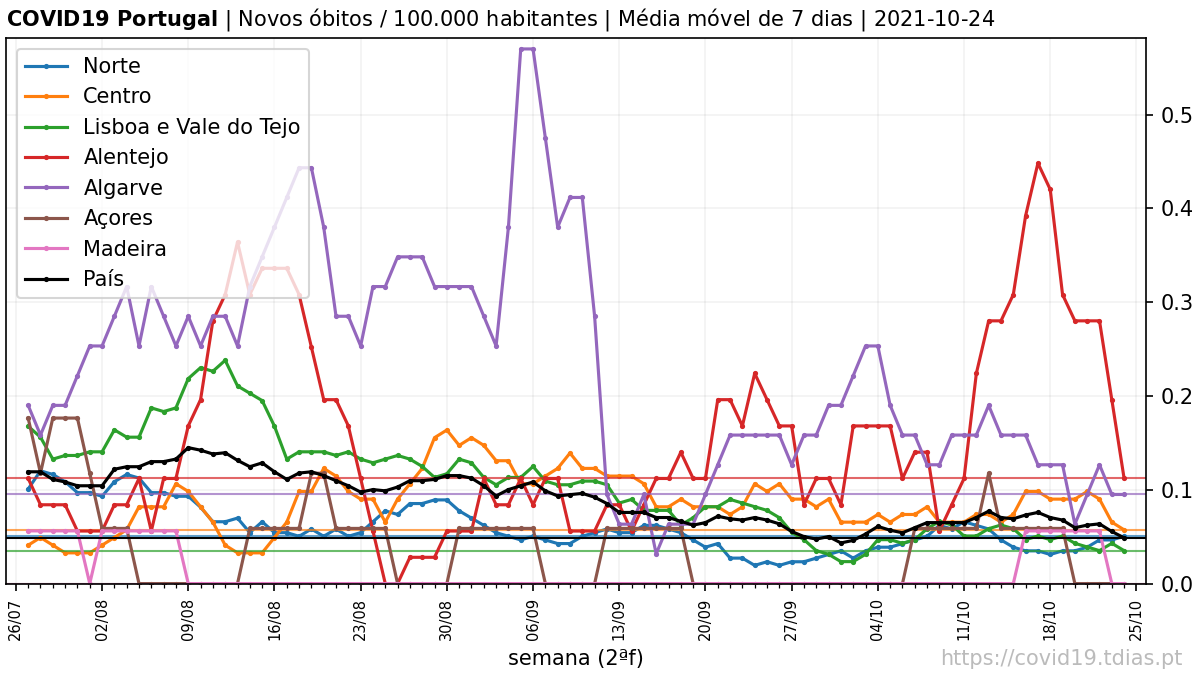 COVID19 Portugal | Novos óbitos / 100.000 habitantes | Média móvel de 7 dias | 2021-10-24
Norte
Centro
Lisboa e Vale do Tejo
Alentejo
Algarve
Açores
Madeira
País
0.5
0.4
0.3
0.2
0.1
0.0
26/07 02/08 09/08 16/08 23/08 30/08 06/09 13/09 20/09 27/09 04/10 11/10 18/10 25/10
semana (2ªf)
https://covid19.tdias.pt